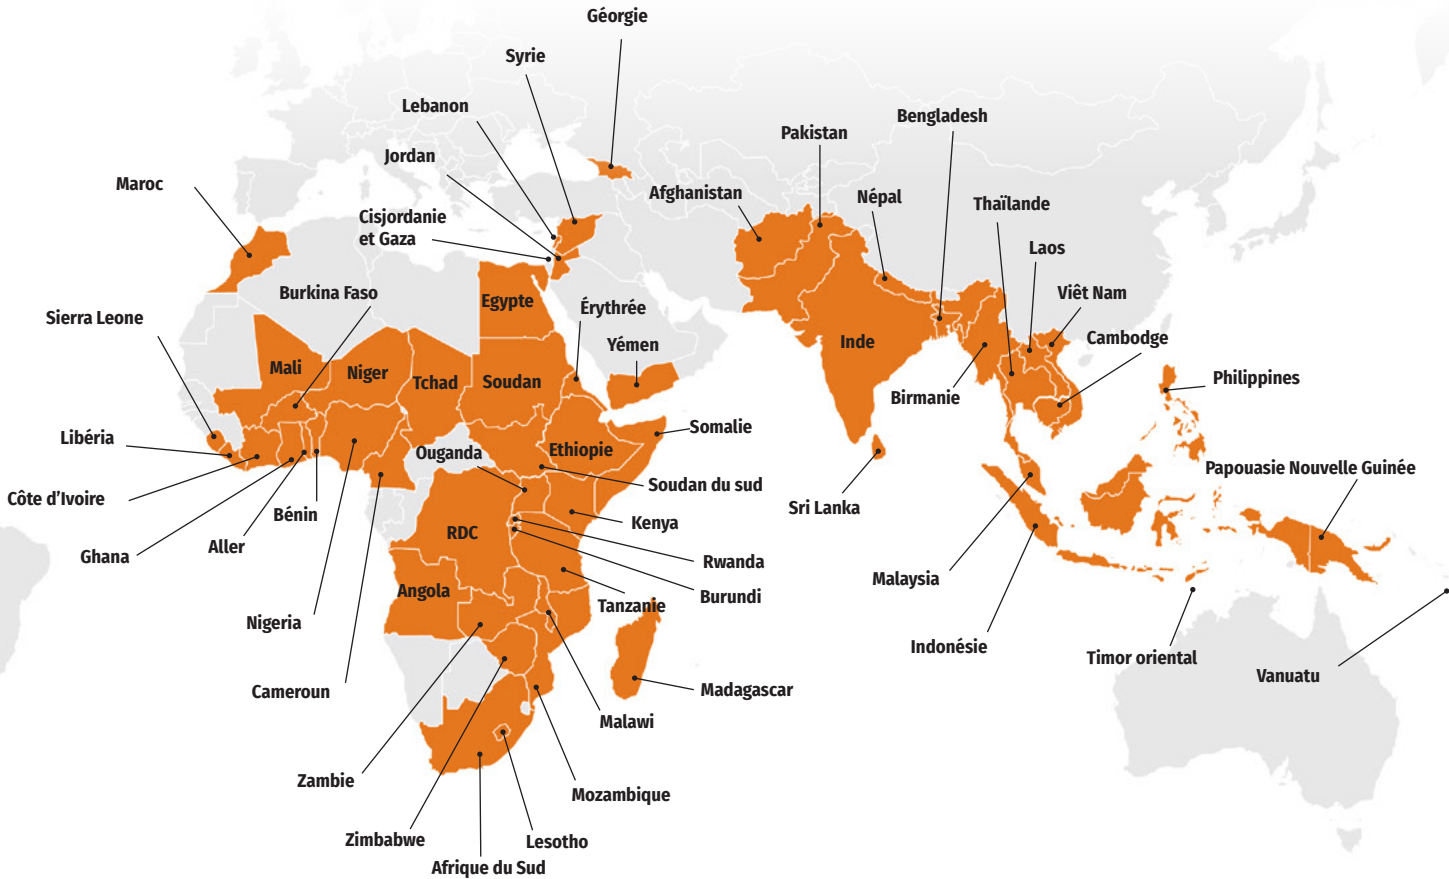 Géorgie
Syrie
Lebanon
Jordan
Cisjordanie
et Gaza
Maroc
Burkina Faso
Sierra Leone
Egypte
Érythrée
Yémen
Mali
Niger
Tchad
Soudan
Libéria
Côte d’Ivoire
Ghana
Aller
Bénin
Nigeria
Cameroun
Ouganda
Ethiopie
Somalie
Soudan du sud
Kenya
RDC
Rwanda
Burundi
Angola
Tanzanie
Madagascar
Malawi
Zambie
Mozambique
Zimbabwe
Lesotho
Afrique du Sud
Afghanistan
Pakistan
Bengladesh
Népal
Thaïlande
Laos
Viêt Nam
Cambodge
Inde
Birmanie
Philippines
Sri Lanka
Papouasie Nouvelle Guinée
Malaysia
Indonésie
Timor oriental
Vanuatu